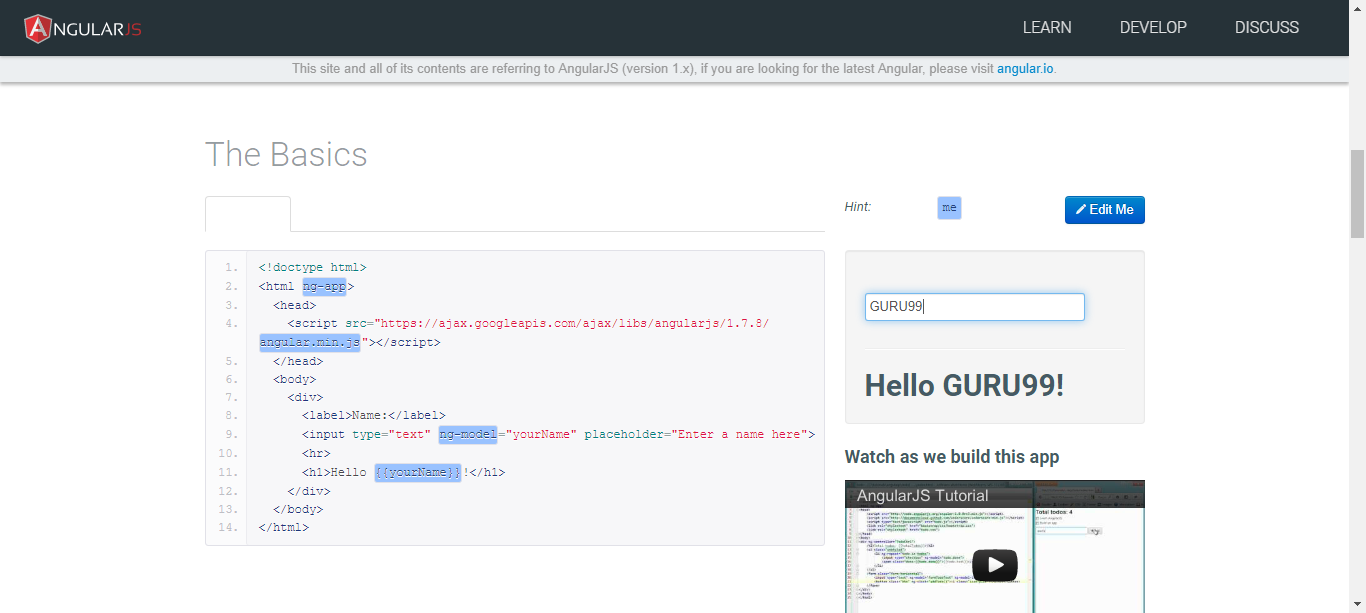 ANGULARJS
LEARN DEVELOP DISCUSS
This site and all of its contents are referring to AngularJS (version 1.x), if you are looking for the latest Angular, please visit angular.io.
The Basics
Hint: me Edit Me
1. <!doctype html>
2. <html ng-app>
3. <head>
4. <script src="https://ajax.googleapis.com/ajax/libs/angularjs/1.7.8/
angular.min.js"></script>
5. </head>
6. <body>
7. <div>
8. <label>Name:</label>
9. <input type="text" ng-model="yourName" placeholder="Enter a name here">
10. <hr>
11. <h1>Hello {{yourName}}!</h1>
12. </div>
13. </body>
14. </html>
GURU99
Hello GURU99!
Watch as we build this app
AngularJS Tutorial
Total todos: 4